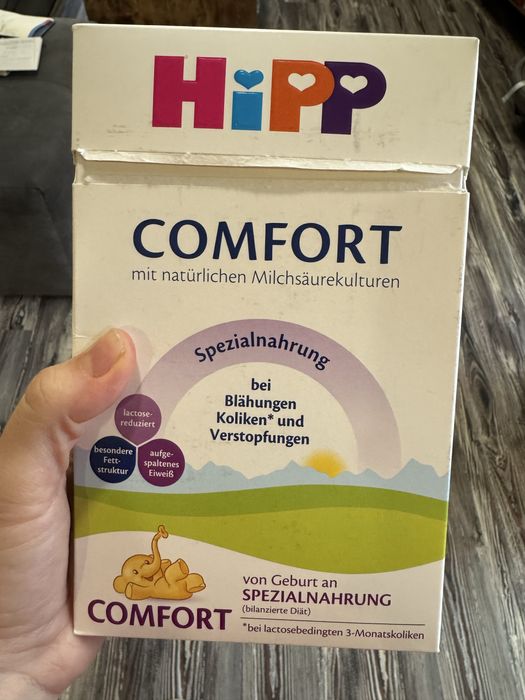 HiPP
COMFORT
mit natürlichen Milchsäurekulturen
Spezialnahrung
bei
Blähungen
Koliken* und
Verstopfungen
lactose-
reduziert
besondere
Fett-
struktur
aufge-
spaltenes
Eiweiß
COMFORT
von Geburt an
SPEZIALNAHRUNG
(bilanzierte Diät)
*bei lactosebedingten 3-Monatskoliken